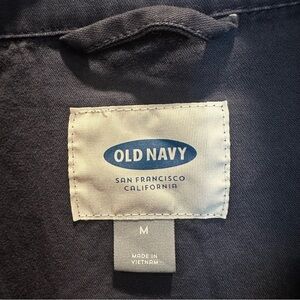 OLD NAVY
SAN FRANCISCO
CALIFORNIA
M
MADE IN
VIETNAM